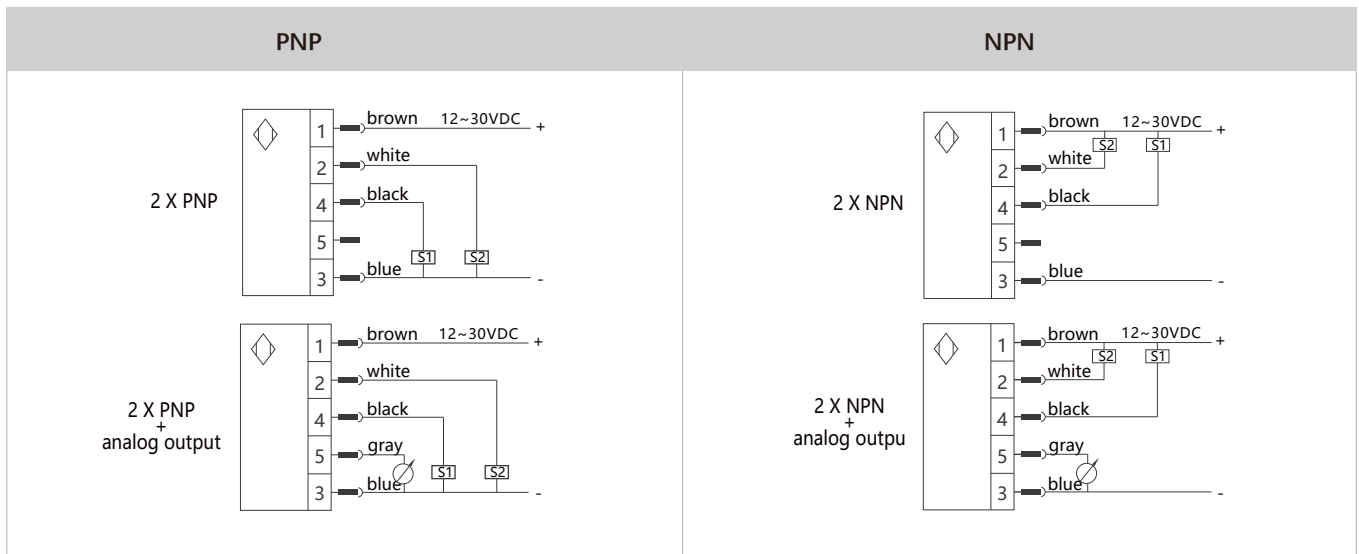 PNP
NPN
2 X PNP
1
brown
12~30VDC
+
2
white
4
black
5
S1
S2
3
blue
-
2 X NPN
1
brown
12~30VDC
+
S2
S1
2
white
4
black
5
3
blue
-
2 X PNP
+
analog output
1
brown
12~30VDC
+
2
white
4
black
5
gray
S1
S2
3
blue
-
2 X NPN
+
analog outpu
1
brown
12~30VDC
+
S2
S1
2
white
4
black
5
gray
3
blue
-